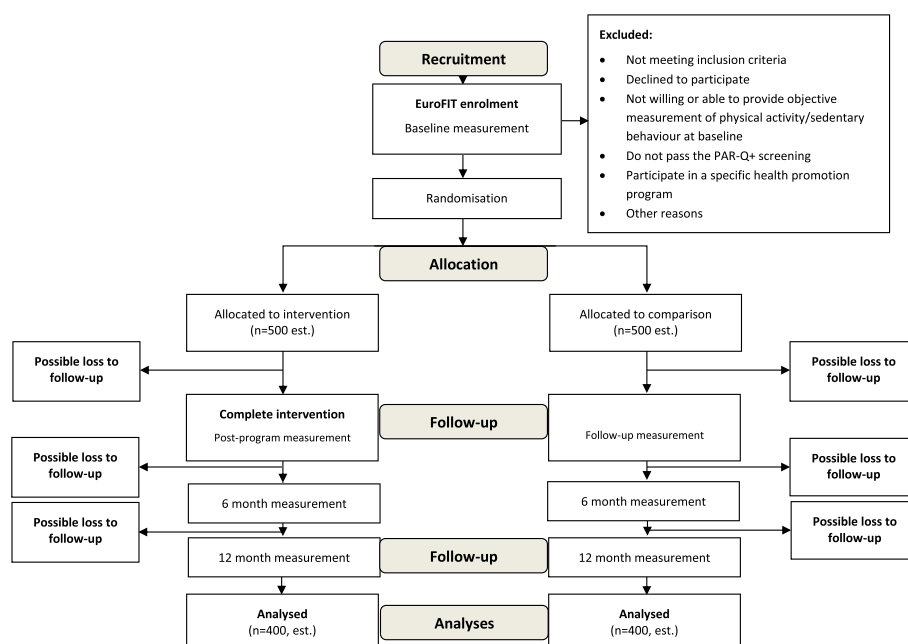 Recruitment
EuroFIT enrolment
Baseline measurement
Excluded:
• Not meeting inclusion criteria
• Declined to participate
• Not willing or able to provide objective
measurement of physical activity/sedentary
behaviour at baseline
• Do not pass the PAR-Q+ screening
• Participate in a specific health promotion
program
• Other reasons
Randomisation
Allocation
Allocated to intervention
(n=500 est.)
Allocated to comparison
(n=500 est.)
Possible loss to
follow-up
Possible loss to
follow-up
Complete intervention
Post-program measurement
Follow-up
Follow-up measurement
Possible loss to
follow-up
Possible loss to
follow-up
6 month measurement
6 month measurement
Possible loss to
follow-up
Possible loss to
follow-up
12 month measurement
Follow-up
12 month measurement
Analysed
(n=400, est.)
Analyses
Analysed
(n=400, est.)